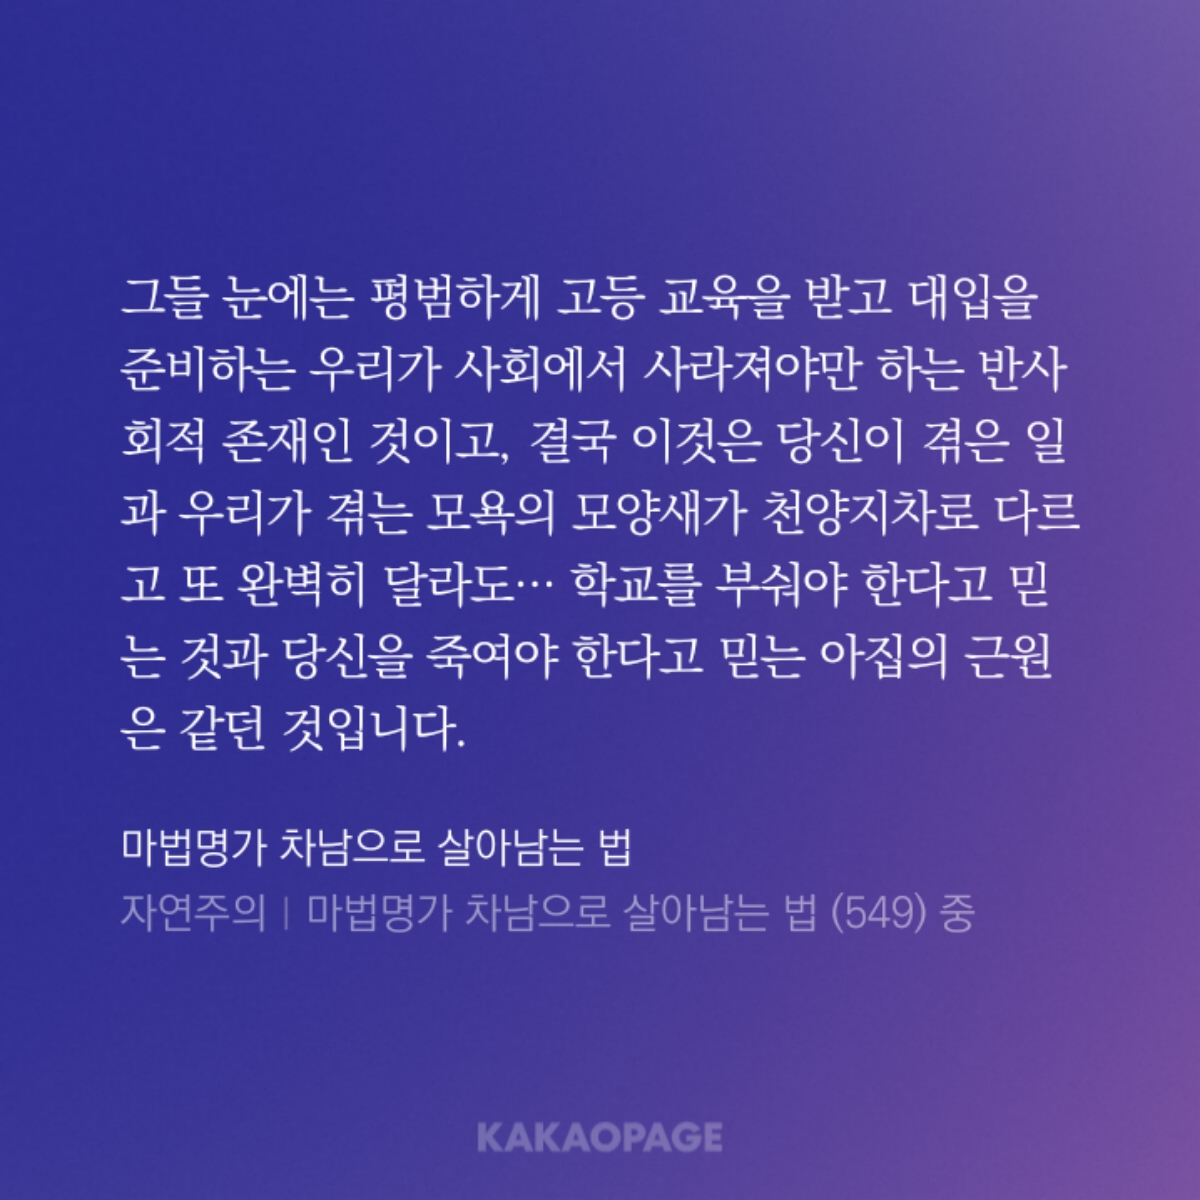 그들 눈에는 평범하게 고등 교육을 받고 대입을
준비하는 우리가 사회에서 사라져야만 하는 반사
회적 존재인 것이고, 결국 이것은 당신이 겪은 일
과 우리가 겪는 모욕의 모양새가 천양지차로 다르
고 또 완벽히 달라도… 학교를 부숴야 한다고 믿
는 것과 당신을 죽여야 한다고 믿는 아집의 근원
은 같던 것입니다.
마법명가 차남으로 살아남는 법
자연주의 | 마법명가 차남으로 살아남는 법 (549) 중
KAKAOPAGE